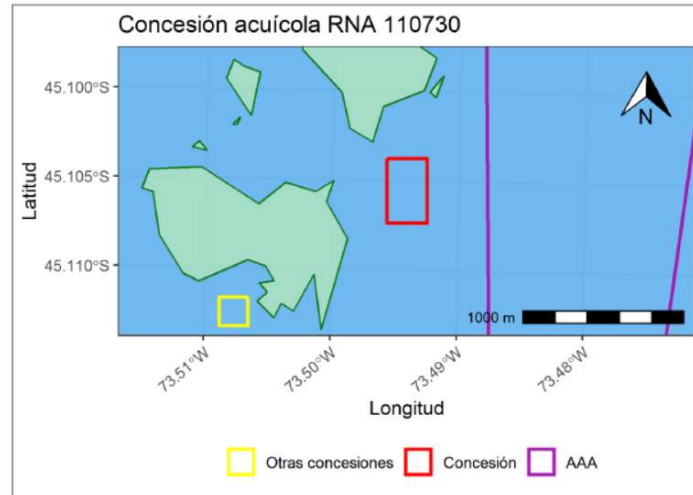 Concesión acuícola RNA 110730
45.100°S
45.105°S
45.110°S
Latitud
N
1000 m
73.51°W
73.50°W
73.49°W
73.48°W
Longitud
Otras concesiones
Concesión
AAA